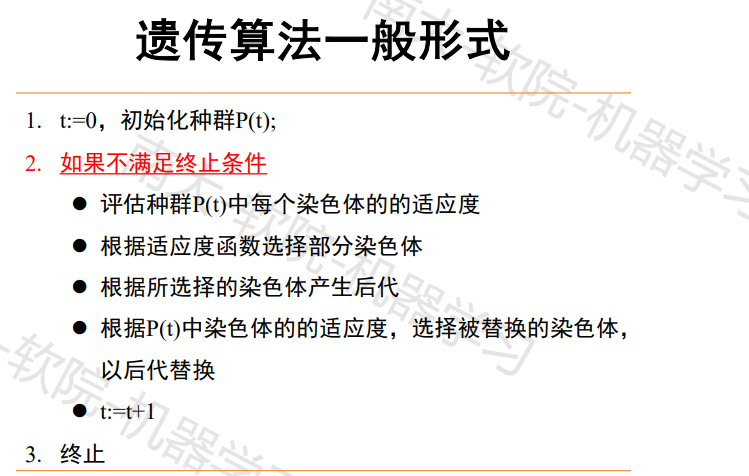 遗传算法一般形式
1. t:=0，初始化种群P(t);
2. 如果不满足终止条件
● 评估种群P(t)中每个染色体的的适应度
● 根据适应度函数选择部分染色体
● 根据所选择的染色体产生后代
● 根据P(t)中染色体的的适应度，选择被替换的染色体，
以后代替换
● t:=t+1
3. 终止
南大-软院-机器学习
南大-软院-机器学习
-软院-机器学习